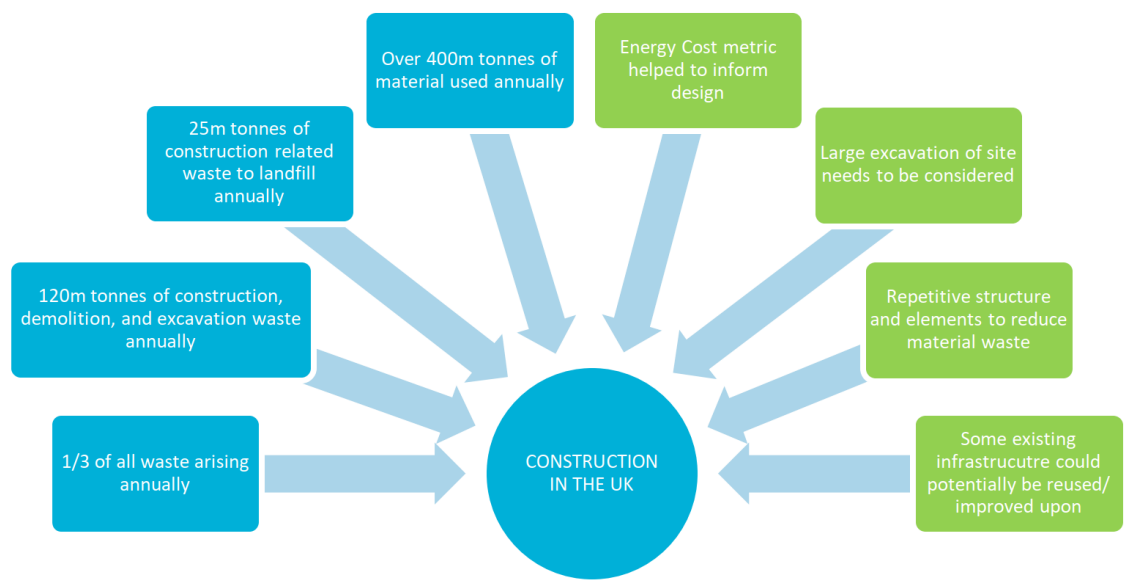 Over 400m tonnes of
material used annually
Energy Cost metric
helped to inform
design
25m tonnes of
construction related
waste to landfill
annually
Large excavation of site
needs to be considered
120m tonnes of construction,
demolition, and excavation waste
annually
Repetitive structure
and elements to reduce
material waste
1/3 of all waste arising
annually
CONSTRUCTION
IN THE UK
Some existing
infrastrucutre could
potentially be reused/
improved upon